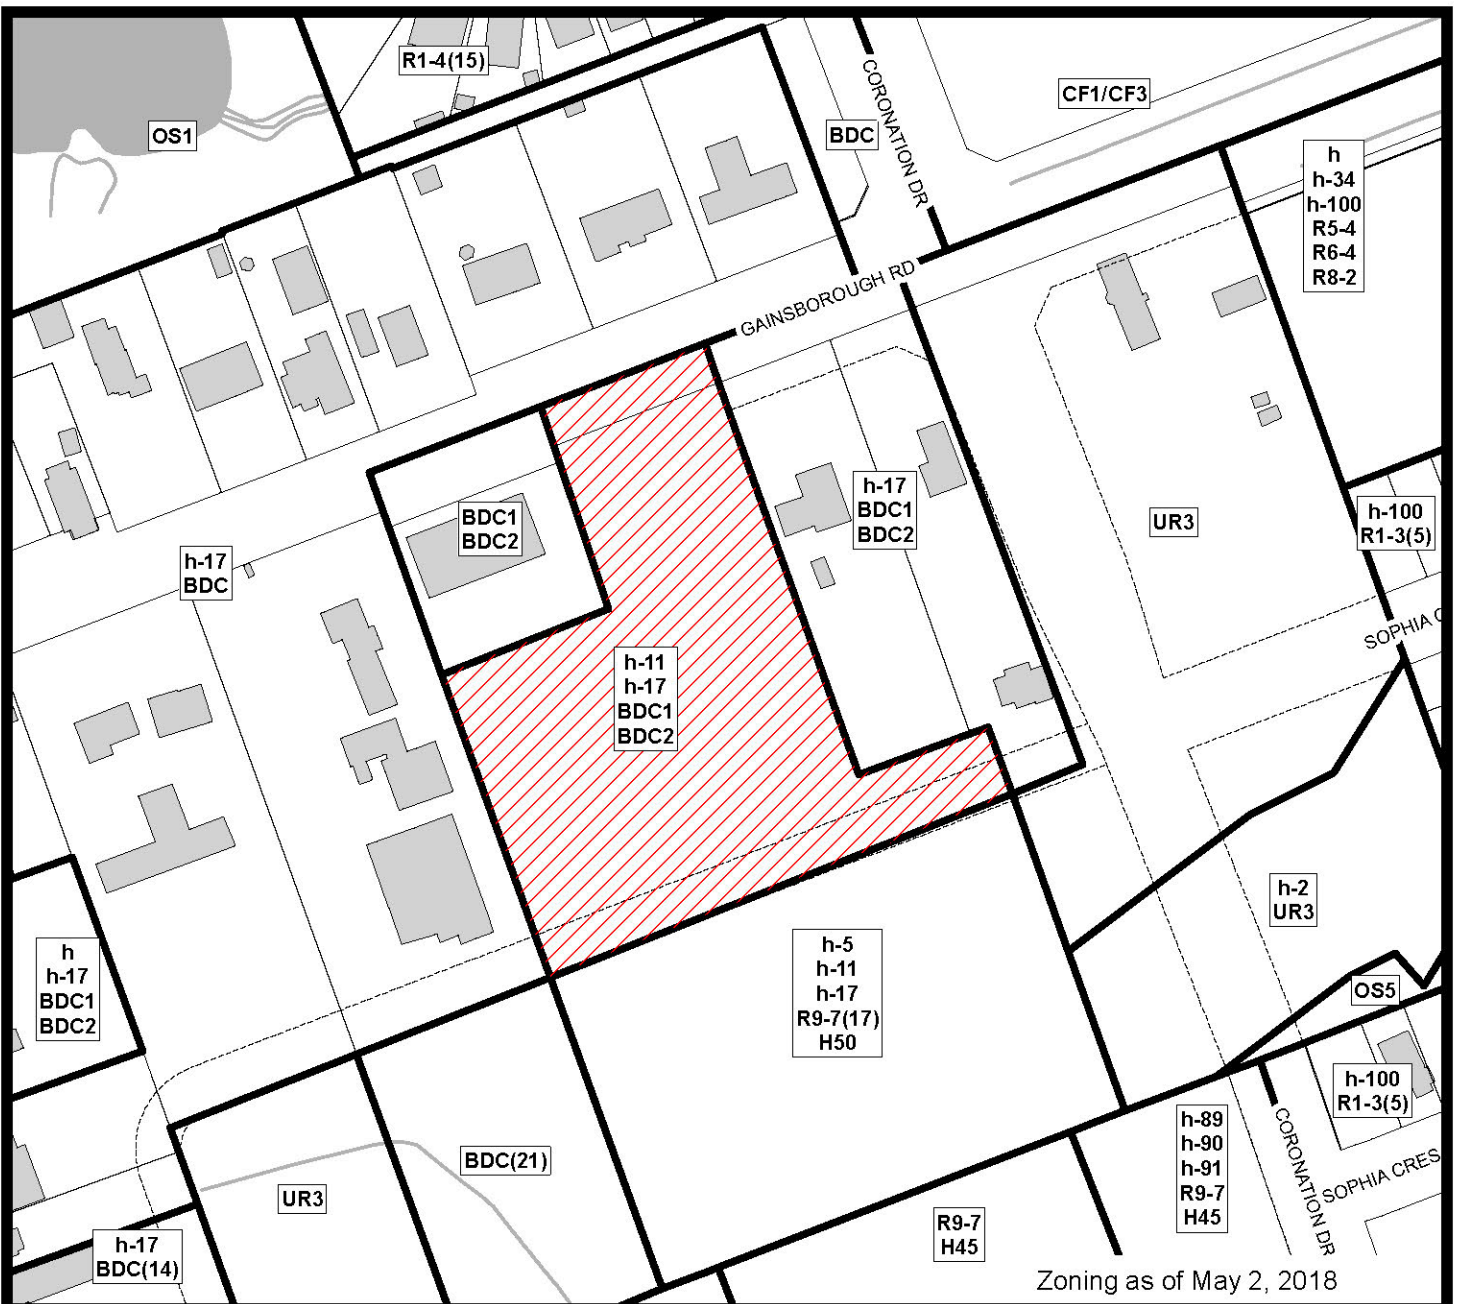 R1-4(15)
OS1
CORONATION DR
CF1/CF3
BDC
h
h-34
h-100
R5-4
R6-4
R8-2
GAINSBOROUGH RD
BDC1
BDC2
h-17
BDC1
BDC2
UR3
h-100
R1-3(5)
h-17
BDC
SOPHIA C
h-11
h-17
BDC1
BDC2
h-2
UR3
h
h-17
BDC1
BDC2
h-5
h-11
h-17
R9-7(17)
H50
OS5
h-100
R1-3(5)
h-89
h-90
h-91
R9-7
H45
CORONATION DR
SOPHIA CRES
BDC(21)
UR3
R9-7
H45
h-17
BDC(14)
Zoning as of May 2, 2018